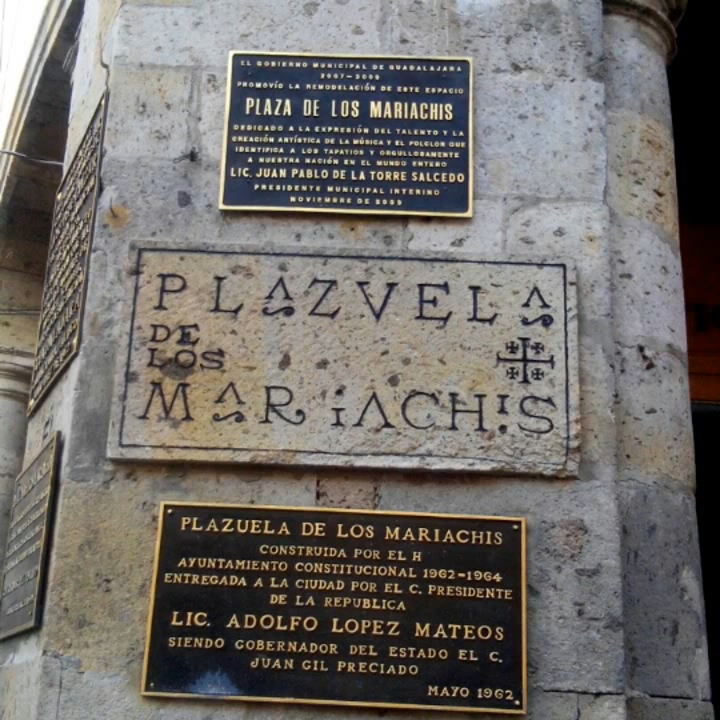 EL GOBIERNO MUNICIPAL DE GUADALAJARA
2007-2009
PROMOVIO LA REMODELACIÓN DE ESTE ESPACIO
PLAZA DE LOS MARIACHIS
DEDICADO A LA EXPRESIÓN DEL TALENTO Y LA
CREACIÓN ARTÍSTICA DE LA MÚSICA Y EL FOLCLOR QUE
IDENTIFICA A LOS TAPATIOS Y ORGULLOSAMENTE
A NUESTRA NACIÓN EN EL MUNDO ENTERO
LIC. JUAN PABLO DE LA TORRE SALCEDO
PRESIDENTE MUNICIPAL INTERINO
NOVIEMBRE DE 2009
PLAZVELA
DE
LOS
MARiACHiS
PLAZUELA DE LOS MARIACHIS
CONSTRUIDA POR EL H
AYUNTAMIENTO CONSTITUCIONAL 1962-1964
ENTREGADA A LA CIUDAD POR EL C. PRESIDENTE
DE LA REPUBLICA
LIC. ADOLFO LOPEZ MATEOS
SIENDO GOBERNADOR DEL ESTADO EL C.
JUAN GIL PRECIADO
MAYO 1962